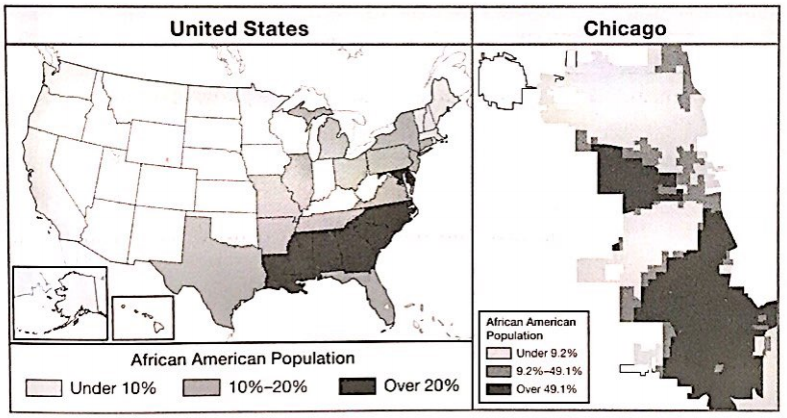 United States
Chicago
African American Population
Under 10%
10%–20%
Over 20%
African American
Population
Under 9.2%
9.2%–49.1%
Over 49.1%